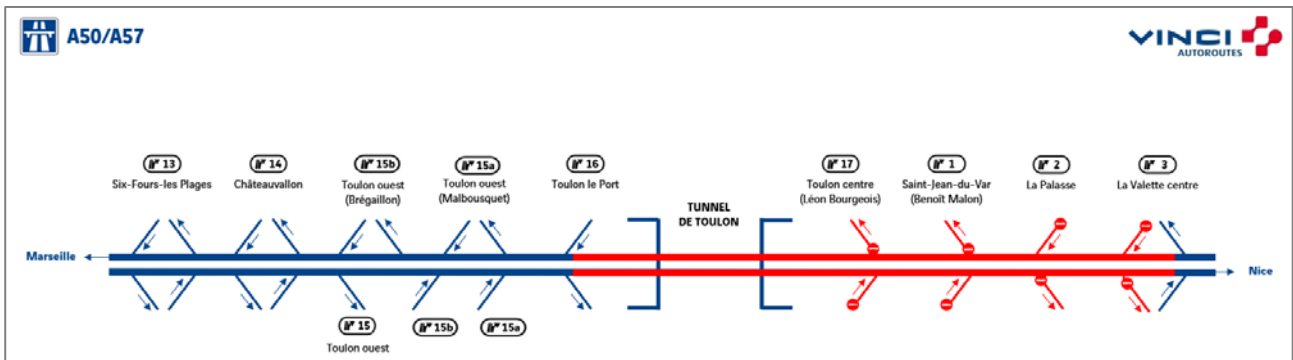 A50/A57
VINCI
AUTOROUTES
13
Six-Fours-les Plages
14
Châteauvallon
15b
Toulon ouest
(Brégaillon)
15a
Toulon ouest
(Malbousquet)
16
Toulon le Port
TUNNEL
DE TOULON
17
Toulon centre
(Léon Bourgeois)
1
Saint-Jean-du-Var
(Benoît Malon)
2
La Palasse
3
La Valette centre
Marseille
Nice
15
Toulon ouest
15b
15a